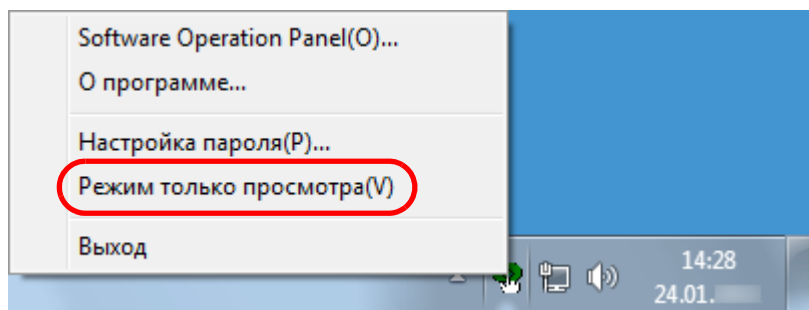 Software Operation Panel(O)...
О программе...
Настройка пароля(P)...
Режим только просмотра(V)
Выход
14:28
24.01.